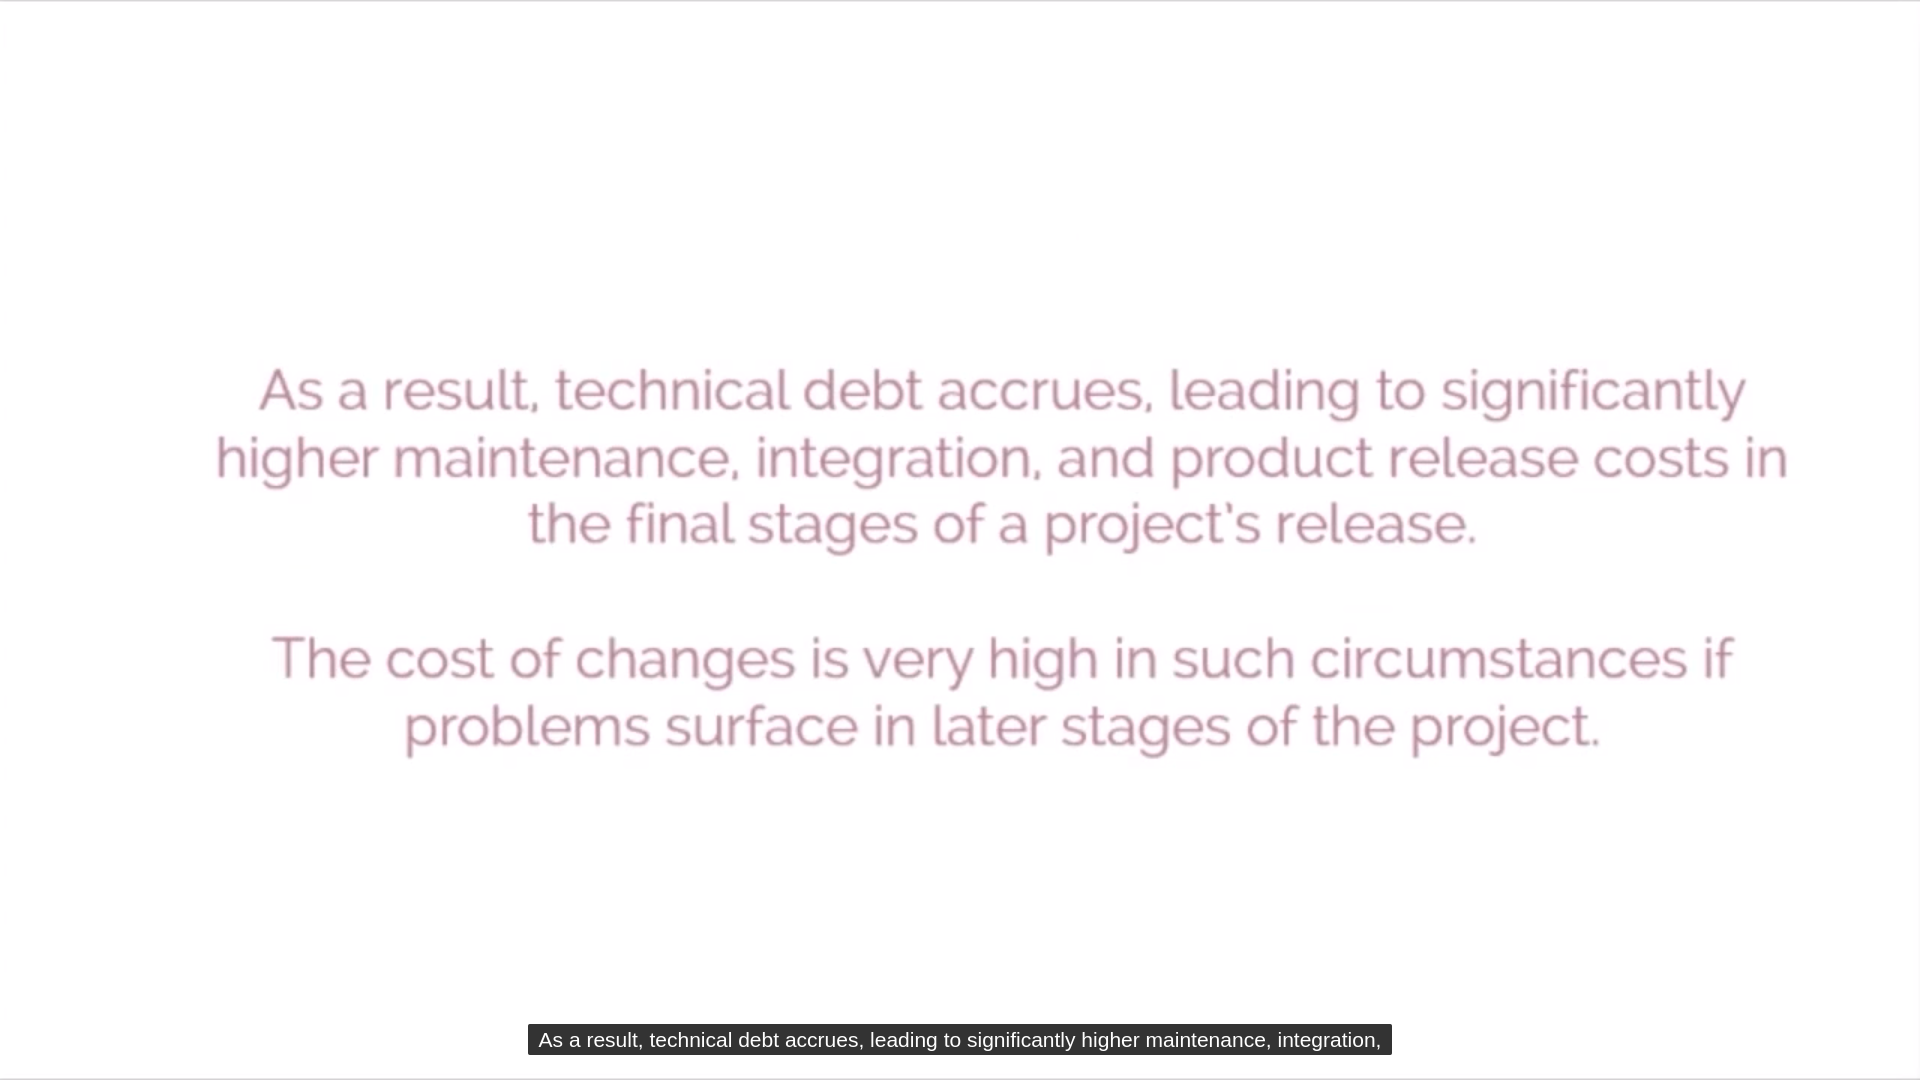 As a result, technical debt accrues, leading to significantly
higher maintenance, integration, and product release costs in
the final stages of a project's release.
The cost of changes is very high in such circumstances if
problems surface in later stages of the project.
As a result, technical debt accrues, leading to significantly higher maintenance, integration,